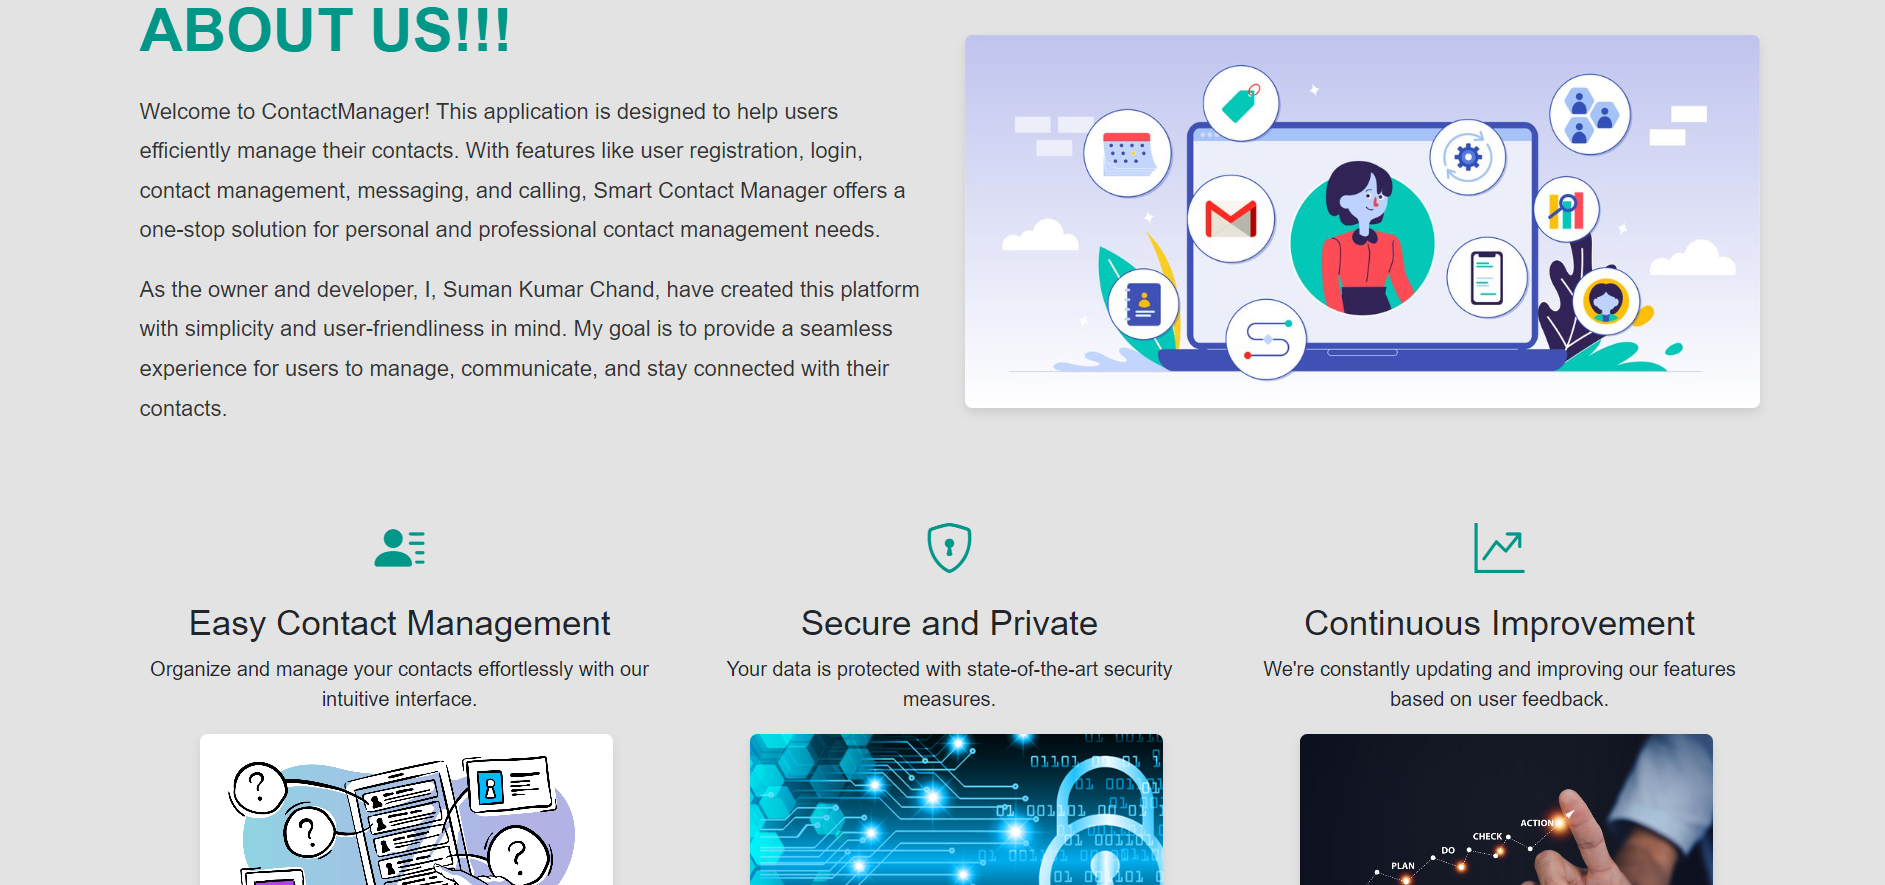 ABOUT US!!!
Welcome to ContactManager! This application is designed to help users
efficiently manage their contacts. With features like user registration, login,
contact management, messaging, and calling, Smart Contact Manager offers a
one-stop solution for personal and professional contact management needs.
As the owner and developer, I, Suman Kumar Chand, have created this platform
with simplicity and user-friendliness in mind. My goal is to provide a seamless
experience for users to manage, communicate, and stay connected with their
contacts.
Easy Contact Management
Organize and manage your contacts effortlessly with our
intuitive interface.
Secure and Private
Your data is protected with state-of-the-art security
measures.
Continuous Improvement
We're constantly updating and improving our features
based on user feedback.
?
?
?
PLAN
DO
CHECK
ACTION